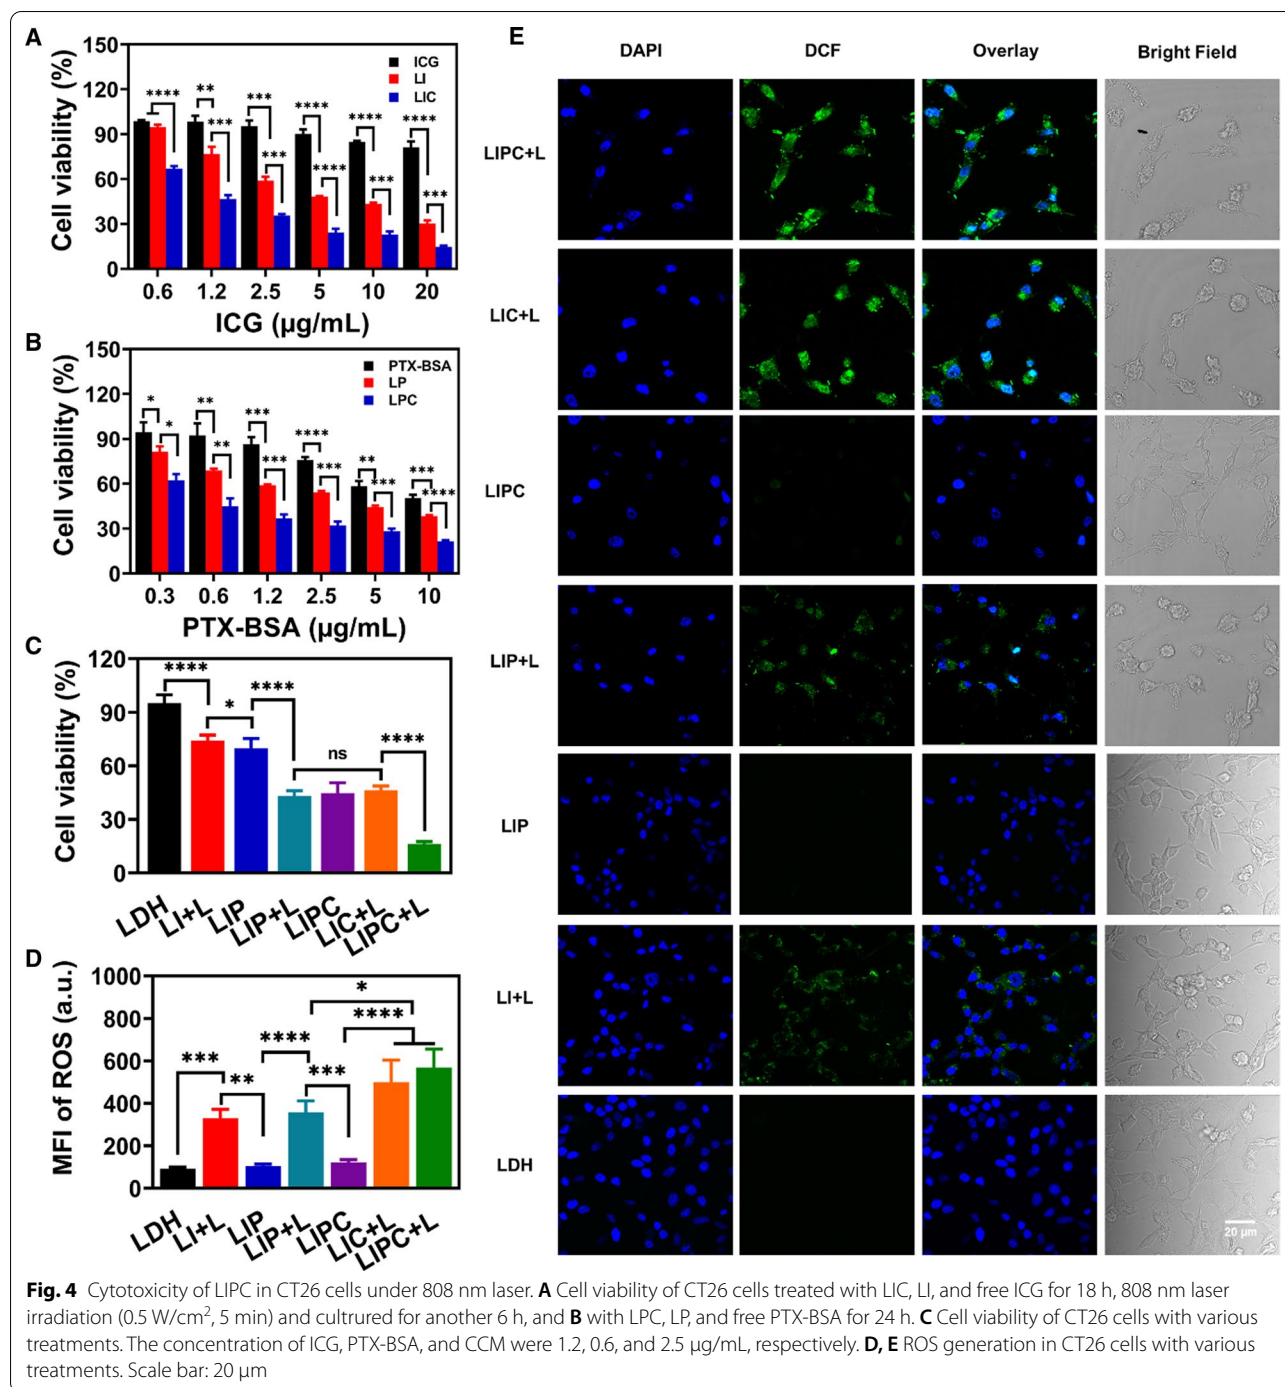 A
150
120
90
60
30
0
Cell viability (%)
ICG
LI
LIC
****
**
***
***
***
****
****
****
***
****
***
0.6 1.2 2.5 5 10 20
ICG (µg/mL)
B
150
120
90
60
30
0
Cell viability (%)
PTX-BSA
LP
LPC
*
*
**
**
***
***
****
***
**
***
***
****
0.3 0.6 1.2 2.5 5 10
PTX-BSA (µg/mL)
C
120
90
60
30
0
Cell viability (%)
****
*
****
ns
****
LDH LI+L LIP LIP+L LIPC LIC+L LIPC+L
D
1000
800
600
400
200
0
MFI of ROS (a.u.)
***
**
****
***
*
****
LDH LI+L LIP LIP+L LIPC LIC+L LIPC+L
E
DAPI DCF Overlay Bright Field
LIPC+L
LIC+L
LIPC
LIP+L
LIP
LI+L
LDH
20 µm
Fig. 4 Cytotoxicity of LIPC in CT26 cells under 808 nm laser. A Cell viability of CT26 cells treated with LIC, LI, and free ICG for 18 h, 808 nm laser
irradiation (0.5 W/cm², 5 min) and cultrured for another 6 h, and B with LPC, LP, and free PTX-BSA for 24 h. C Cell viability of CT26 cells with various
treatments. The concentration of ICG, PTX-BSA, and CCM were 1.2, 0.6, and 2.5 µg/mL, respectively. D, E ROS generation in CT26 cells with various
treatments. Scale bar: 20 µm